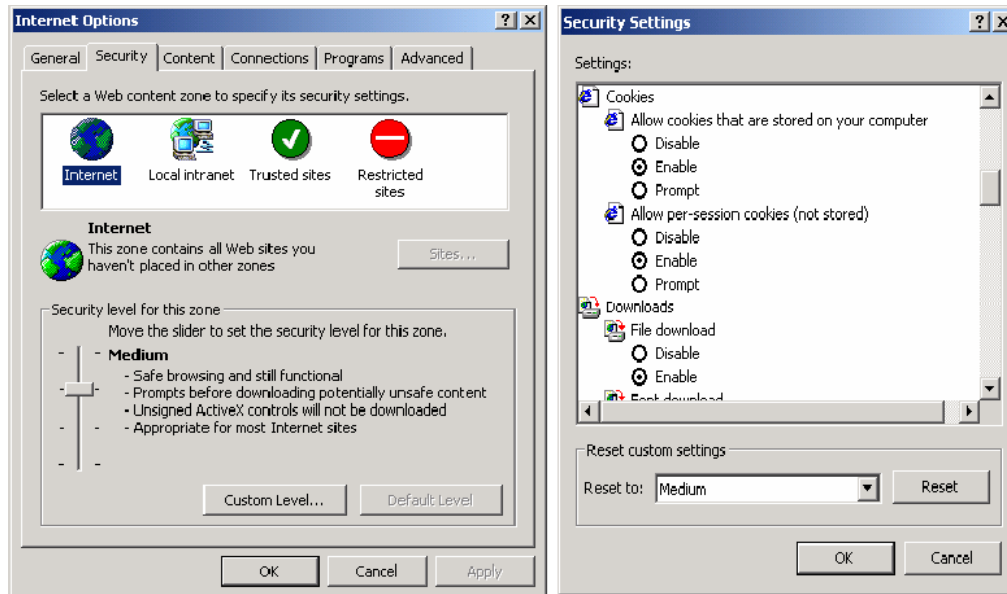 Internet Options
General Security Content Connections Programs Advanced
Select a Web content zone to specify its security settings.
Internet Local intranet Trusted sites Restricted
sites
Internet
This zone contains all Web sites you
haven't placed in other zones
Sites...
Security level for this zone
Move the slider to set the security level for this zone.
Medium
- Safe browsing and still functional
- Prompts before downloading potentially unsafe content
- Unsigned ActiveX controls will not be downloaded
- Appropriate for most Internet sites
Custom Level... Default Level
OK Cancel Apply
Security Settings
Settings:
Cookies
Allow cookies that are stored on your computer
Disable
Enable
Prompt
Allow per-session cookies (not stored)
Disable
Enable
Prompt
Downloads
File download
Disable
Enable
Font download
Reset custom settings
Reset to: Medium Reset
OK Cancel